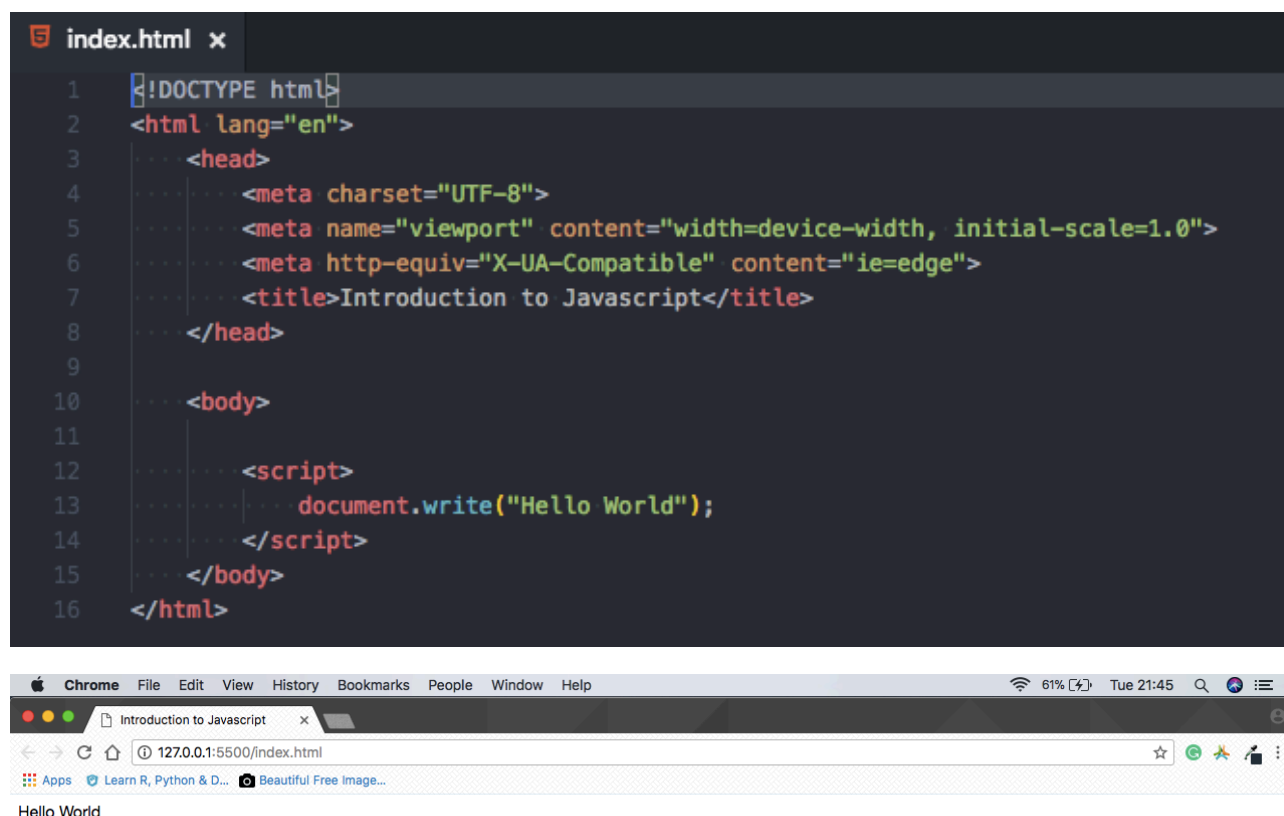 index.html ×
1 <!DOCTYPE html>
2 <html lang="en">
3 <head>
4 <meta charset="UTF-8">
5 <meta name="viewport" content="width=device-width, initial-scale=1.0">
6 <meta http-equiv="X-UA-Compatible" content="ie=edge">
7 <title>Introduction to Javascript</title>
8 </head>
9
10 <body>
11
12 <script>
13 document.write("Hello World");
14 </script>
15 </body>
16 </html>
Chrome File Edit View History Bookmarks People Window Help 61% Tue 21:45
Introduction to Javascript ×
127.0.0.1:5500/index.html
Apps Learn R, Python & D... Beautiful Free Image...
Hello World